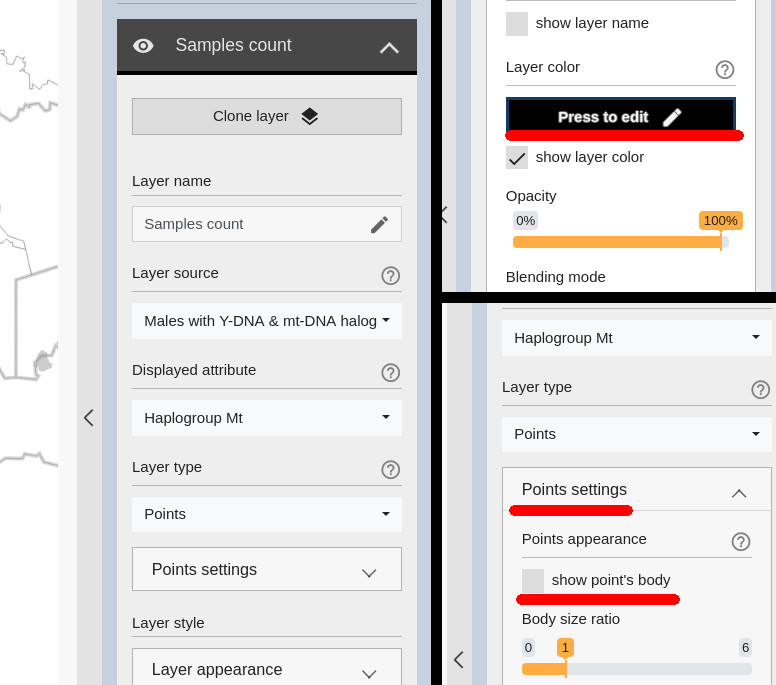 Samples count
Clone layer
Layer name
Samples count
Layer source
Males with Y-DNA & mt-DNA halog
Displayed attribute
Haplogroup Mt
Layer type
Points
Points settings
Layer style
Layer appearance
show layer name
Layer color
Press to edit
show layer color
Opacity
0% 100%
Blending mode
Haplogroup Mt
Layer type
Points
Points settings
Points appearance
show point's body
Body size ratio
0 1 6